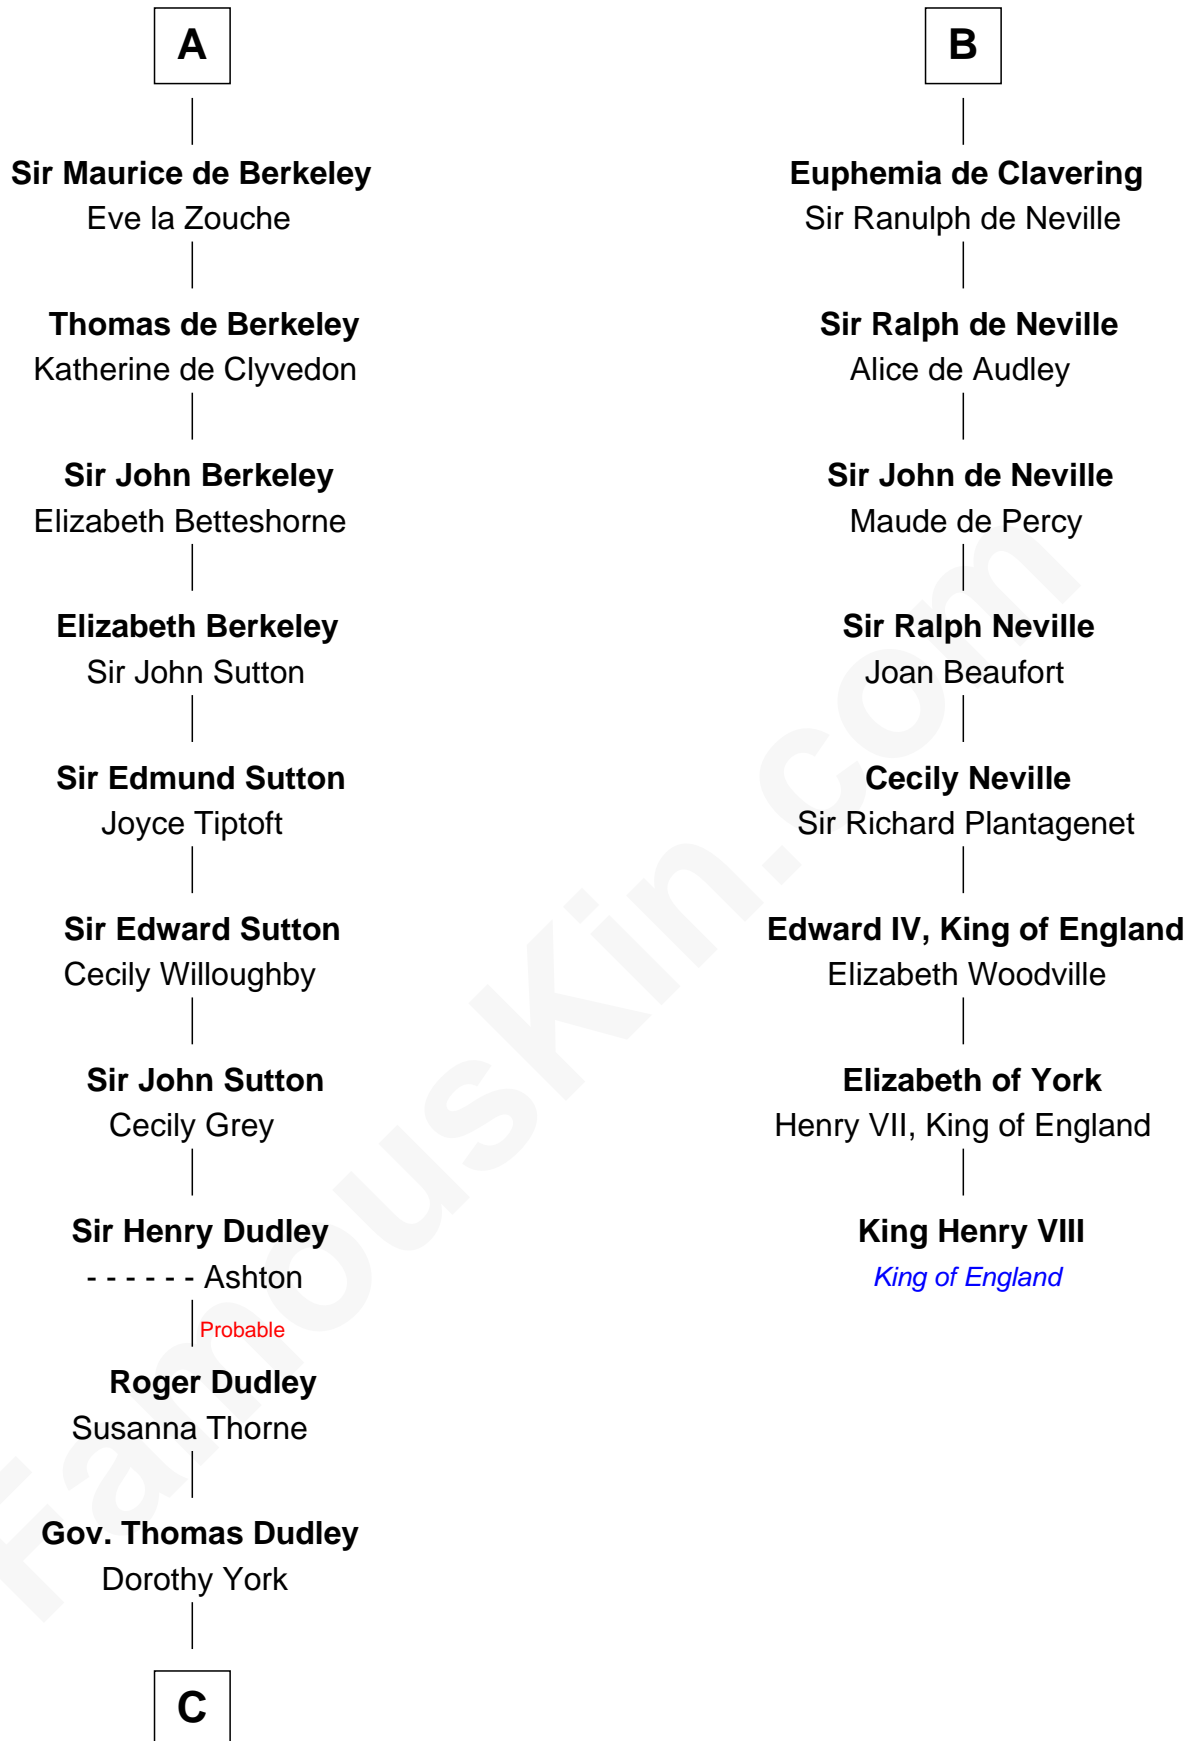 A
Sir Maurice de Berkeley
Eve la Zouche
Thomas de Berkeley
Katherine de Clyvedon
Sir John Berkeley
Elizabeth Betteshorne
Elizabeth Berkeley
Sir John Sutton
Sir Edmund Sutton
Joyce Tiptoft
Sir Edward Sutton
Cecily Willoughby
Sir John Sutton
Cecily Grey
Sir Henry Dudley
- - - - - - Ashton
Probable
Roger Dudley
Susanna Thorne
Gov. Thomas Dudley
Dorothy York
C
B
Euphemia de Clavering
Sir Ranulph de Neville
Sir Ralph de Neville
Alice de Audley
Sir John de Neville
Maude de Percy
Sir Ralph Neville
Joan Beaufort
Cecily Neville
Sir Richard Plantagenet
Edward IV, King of England
Elizabeth Woodville
Elizabeth of York
Henry VII, King of England
King Henry VIII
King of England
FamousKin.com